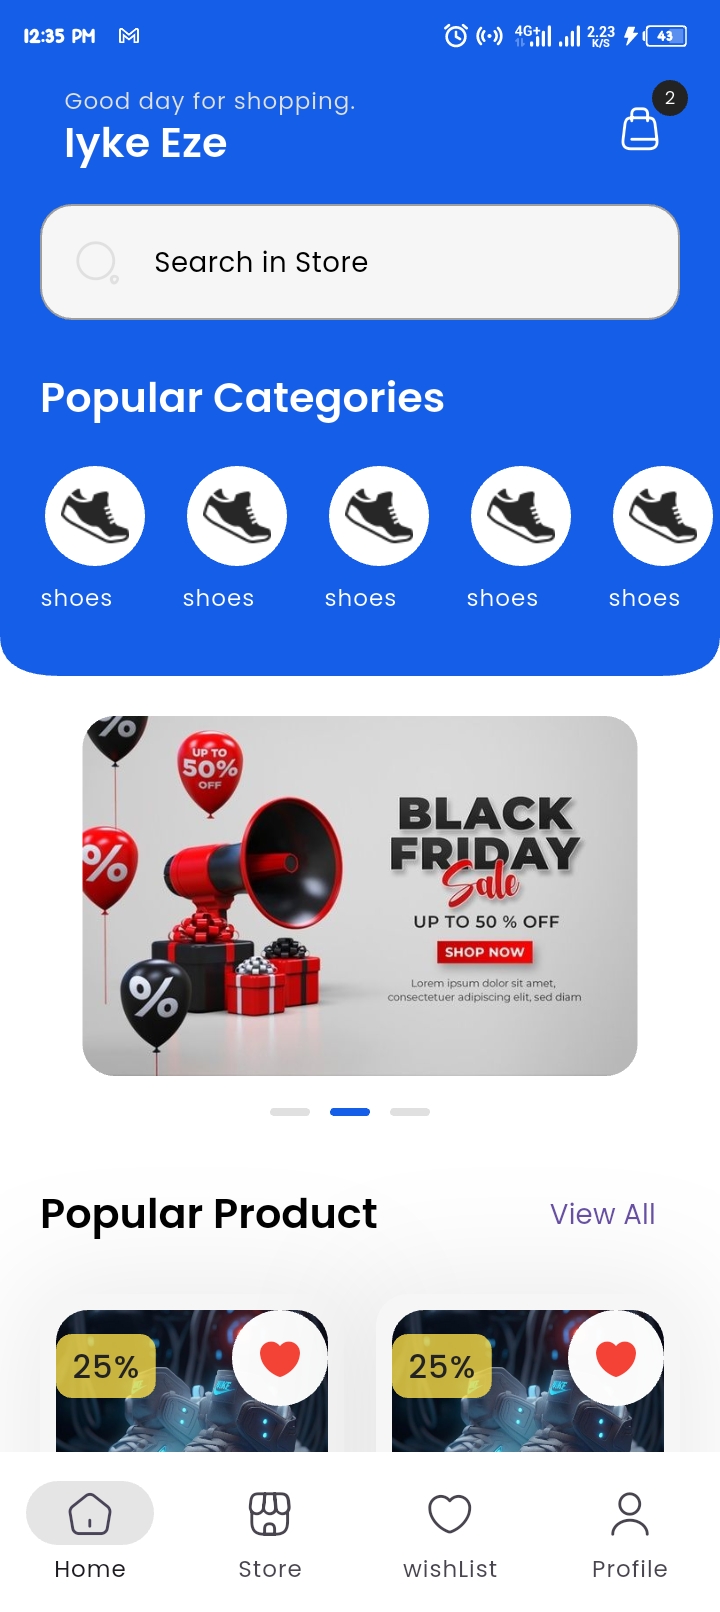 12:35 PM
4G+
2.23
K/S
43
Good day for shopping.
Iyke Eze
2
Search in Store
Popular Categories
shoes shoes shoes shoes shoes
%
UP TO
50%
OFF
%
%
BLACK
FRIDAY
Sale
UP TO 50 % OFF
SHOP NOW
Lorem ipsum dolor sit amet,
consectetuer adipiscing elit, sed diam
Popular Product
View All
25%
25%
Home
Store
wishList
Profile